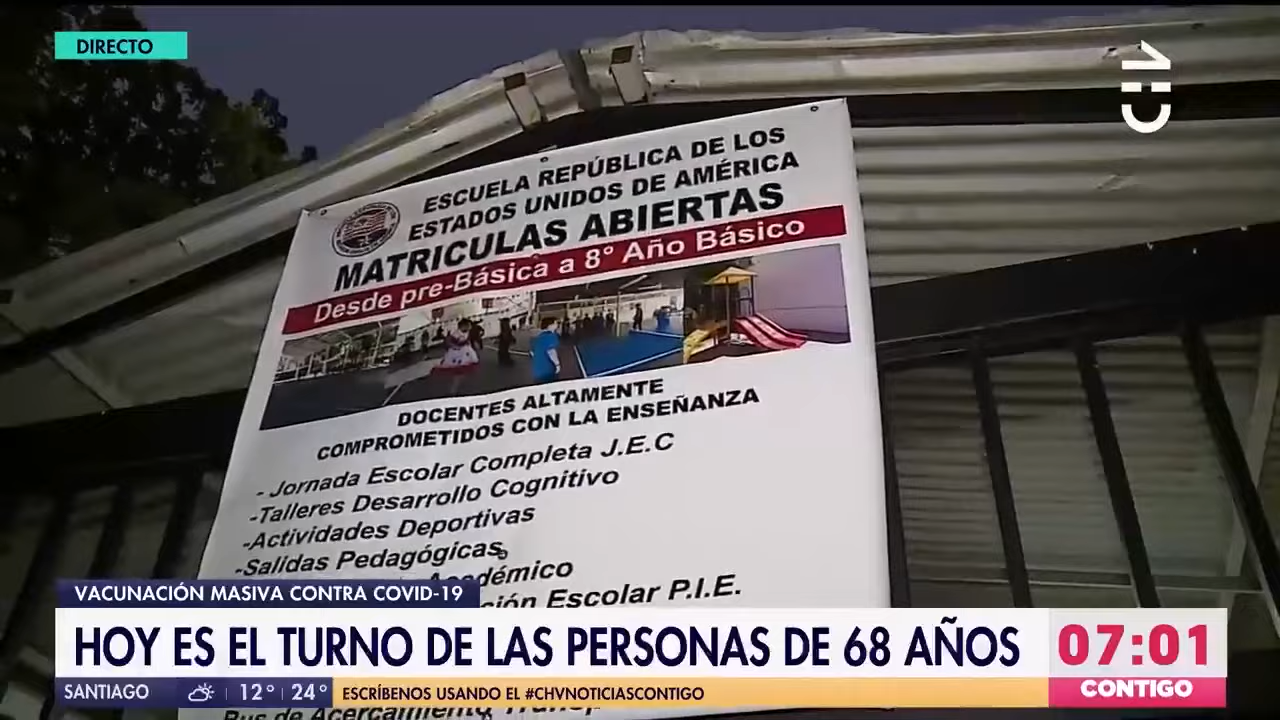 DIRECTO
ESCUELA REPÚBLICA DE LOS
ESTADOS UNIDOS DE AMÉRICA
MATRICULAS ABIERTAS
Desde pre-Básica a 8° Año Básico
DOCENTES ALTAMENTE
COMPROMETIDOS CON LA ENSEÑANZA
- Jornada Escolar Completa J.E.C
-Talleres Desarrollo Cognitivo
-Actividades Deportivas
-Salidas Pedagógicas
Escolar P.I.E.
VACUNACIÓN MASIVA CONTRA COVID-19
HOY ES EL TURNO DE LAS PERSONAS DE 68 AÑOS
07:01
CONTIGO
SANTIAGO 12° | 24° ESCRÍBENOS USANDO EL #CHVNOTICIASCONTIGO
Bus de Acercamiento